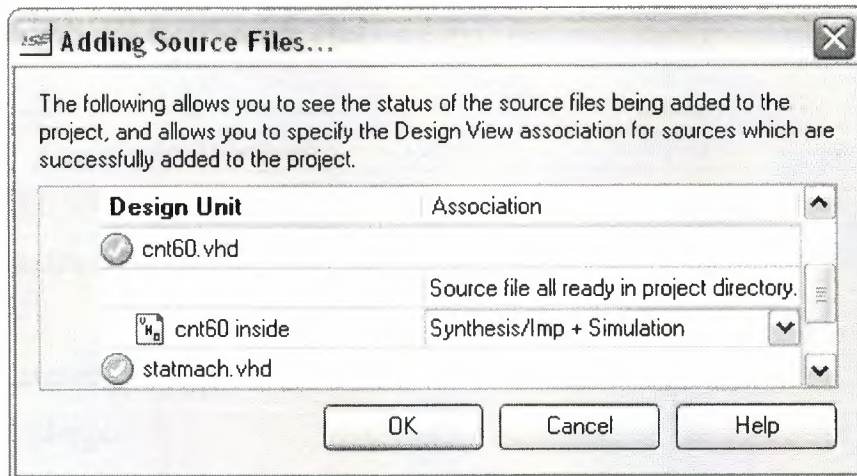 ISE Adding Source Files...
The following allows you to see the status of the source files being added to the
project, and allows you to specify the Design View association for sources which are
successfully added to the project.
Design Unit Association
cnt60.vhd
Source file all ready in project directory.
cnt60 inside Synthesis/Imp + Simulation
statmach.vhd
OK Cancel Help